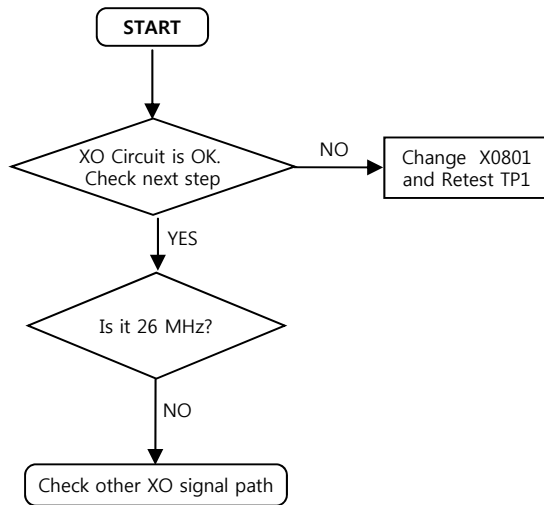 START
XO Circuit is OK.
Check next step
NO
Change X0801
and Retest TP1
YES
Is it 26 MHz?
NO
Check other XO signal path